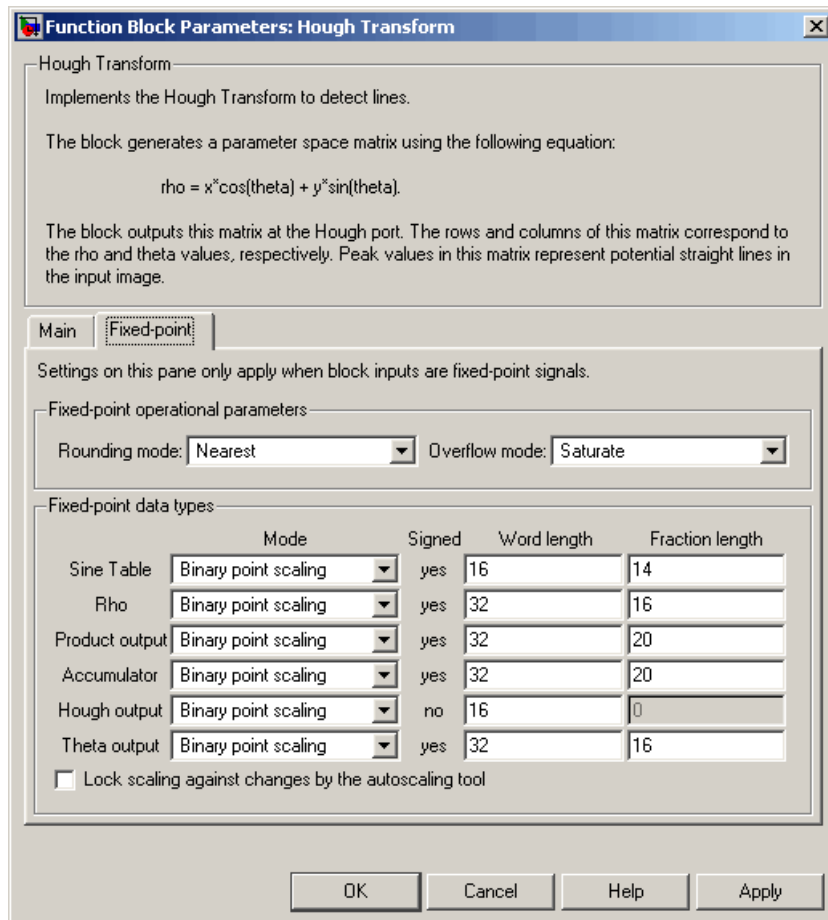 Function Block Parameters: Hough Transform
Hough Transform
Implements the Hough Transform to detect lines.
The block generates a parameter space matrix using the following equation:
rho = x*cos(theta) + y*sin(theta).
The block outputs this matrix at the Hough port. The rows and columns of this matrix correspond to
the rho and theta values, respectively. Peak values in this matrix represent potential straight lines in
the input image.
Main Fixed-point
Settings on this pane only apply when block inputs are fixed-point signals.
Fixed-point operational parameters
Rounding mode: Nearest Overflow mode: Saturate
Fixed-point data types
Mode Signed Word length Fraction length
Sine Table Binary point scaling yes 16 14
Rho Binary point scaling yes 32 16
Product output Binary point scaling yes 32 20
Accumulator Binary point scaling yes 32 20
Hough output Binary point scaling no 16 0
Theta output Binary point scaling yes 32 16
Lock scaling against changes by the autoscaling tool
OK Cancel Help Apply